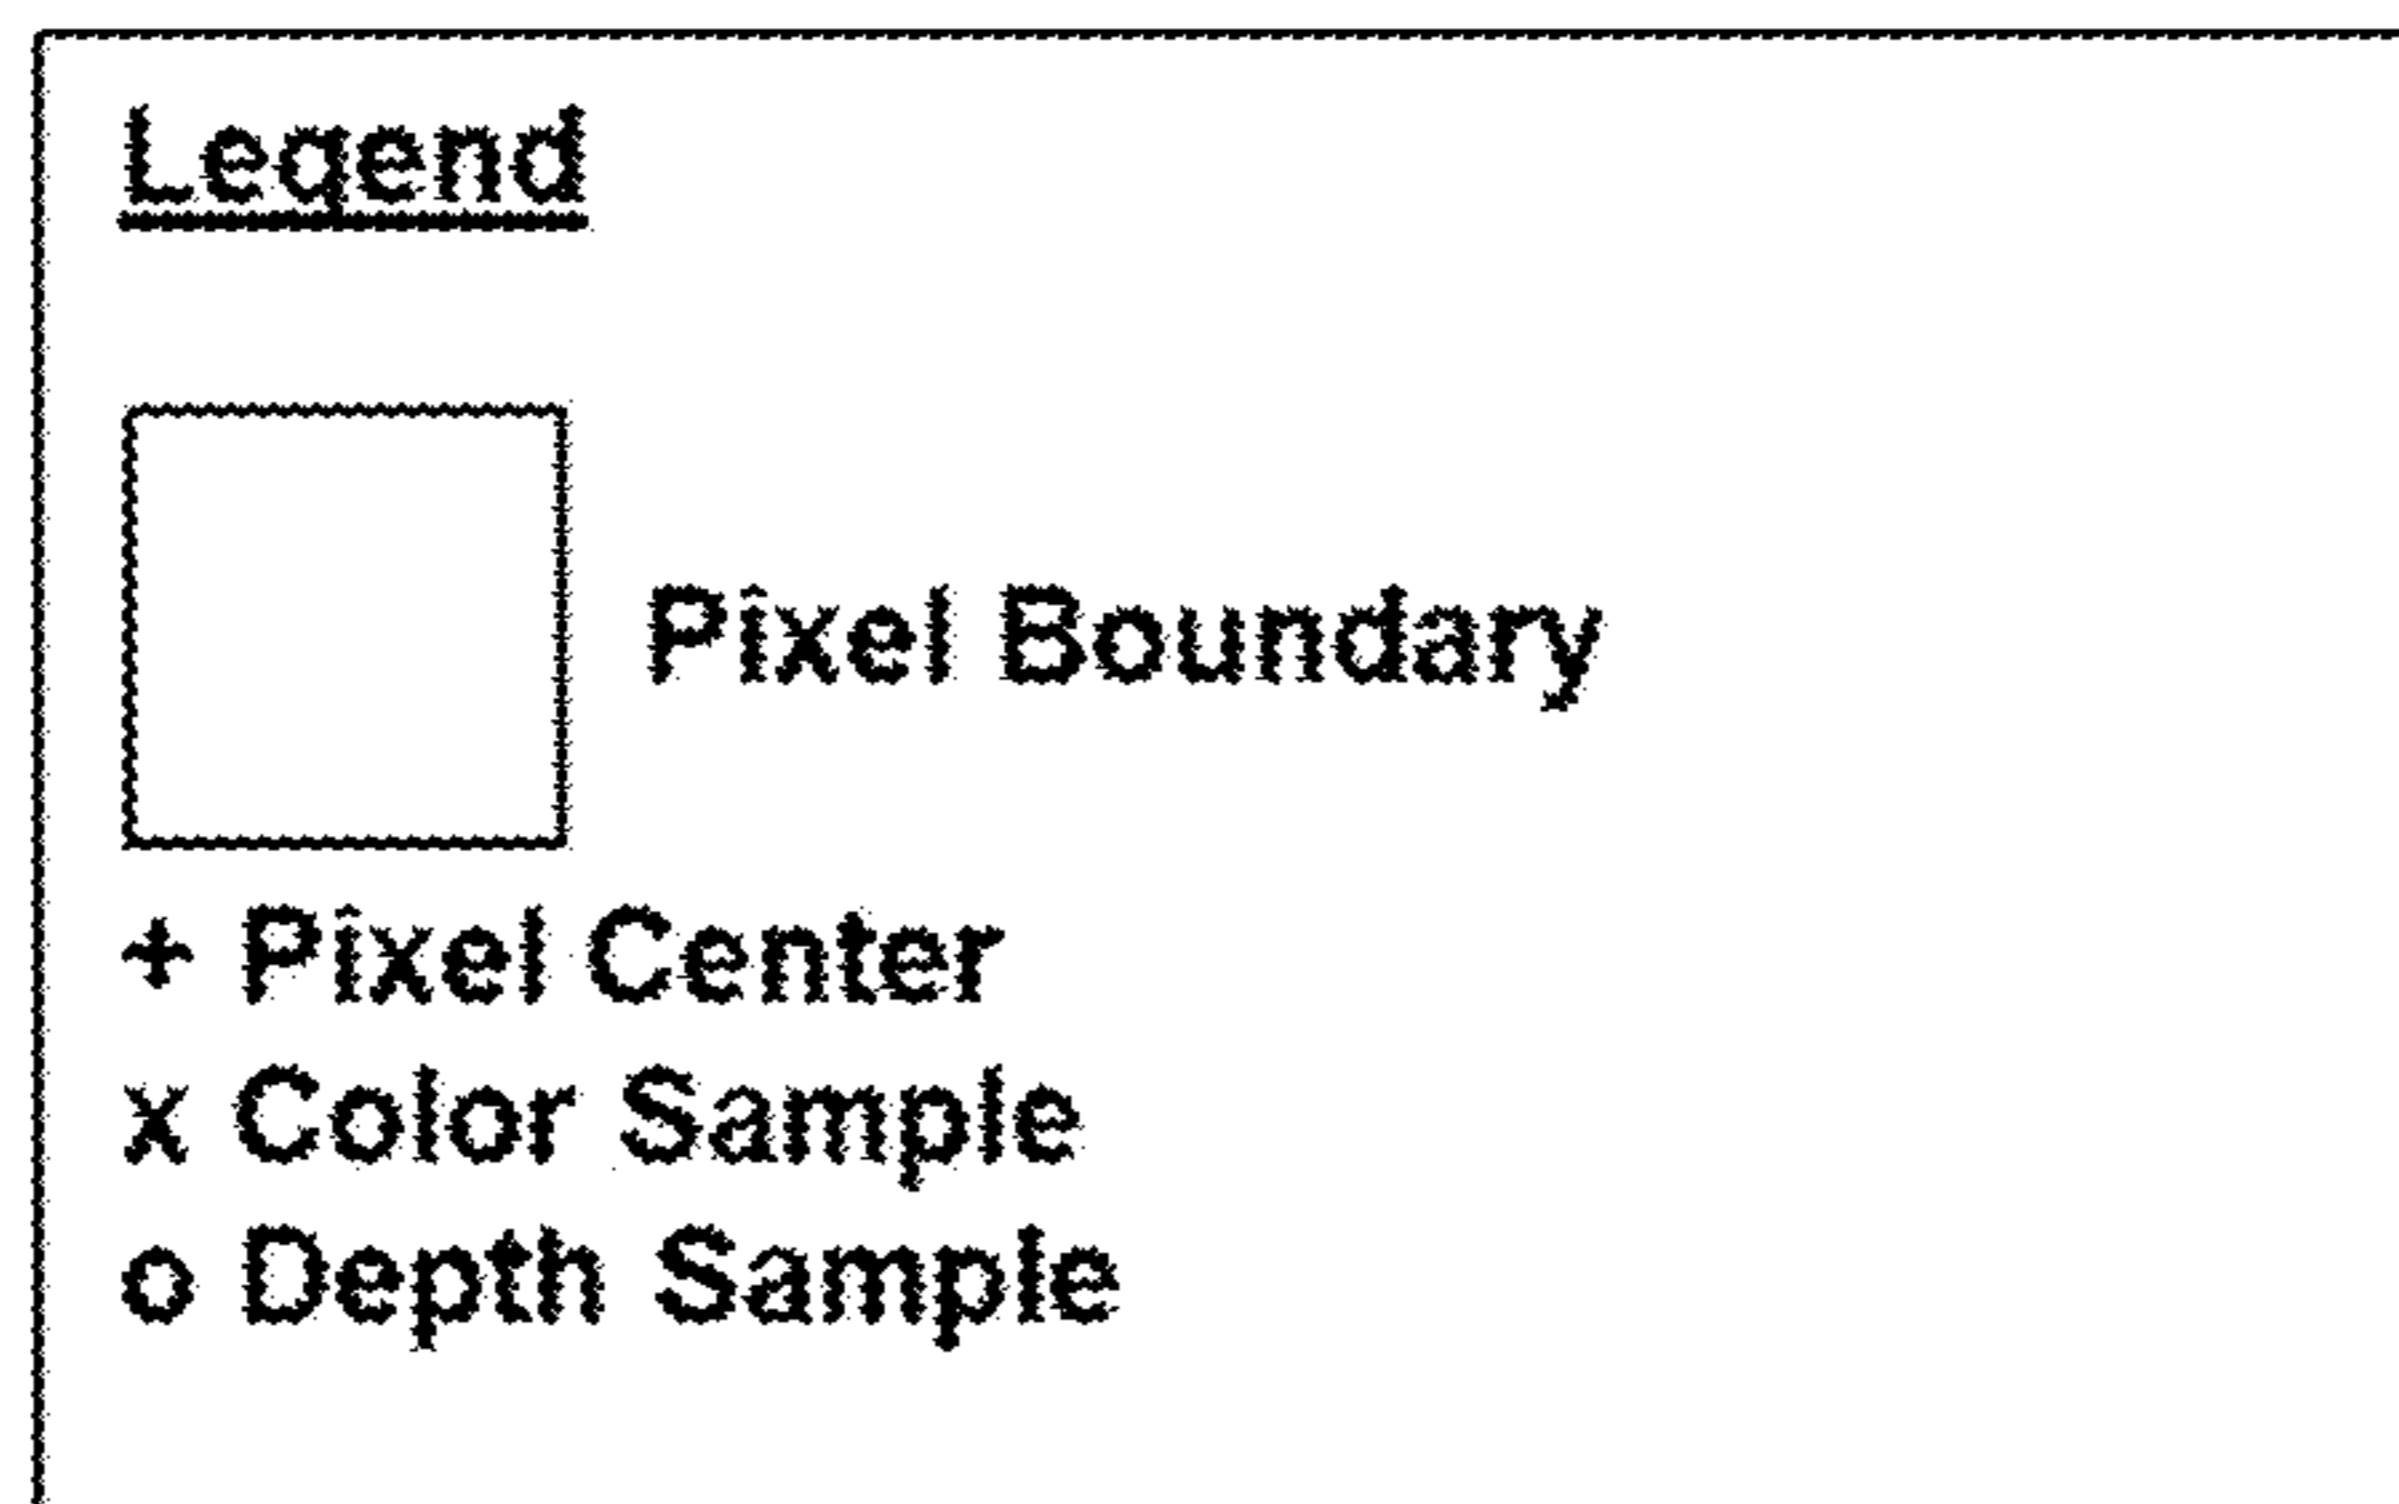 Legend
Pixel Boundary
+ Pixel Center
x Color Sample
o Depth Sample